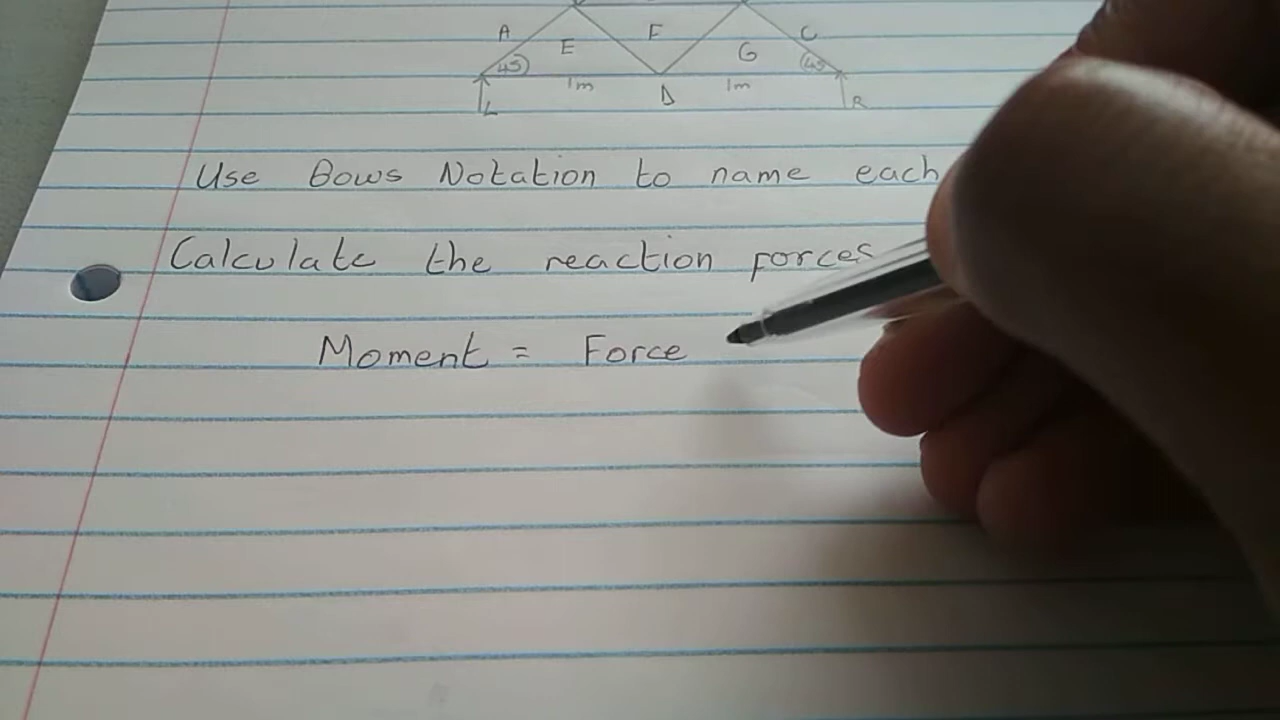 A F C
E G
45 45
1m D 1m
L R
Use Bows Notation to name each
Calculate the reaction forces
Moment = Force